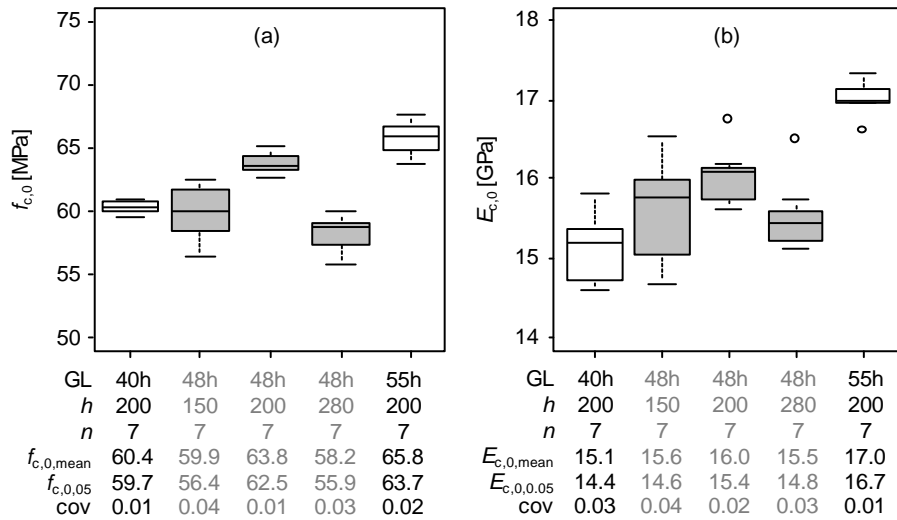 (a)
75
70
65
60
55
50
fc,0 [MPa]
GL 40h 48h 48h 48h 55h
h 200 150 200 280 200
n 7 7 7 7 7
fc,0,mean 60.4 59.9 63.8 58.2 65.8
fc,0,05 59.7 56.4 62.5 55.9 63.7
cov 0.01 0.04 0.01 0.03 0.02
(b)
18
17
16
15
14
Ec,0 [GPa]
GL 40h 48h 48h 48h 55h
h 200 150 200 280 200
n 7 7 7 7 7
Ec,0,mean 15.1 15.6 16.0 15.5 17.0
Ec,0,0.05 14.4 14.6 15.4 14.8 16.7
cov 0.03 0.04 0.02 0.03 0.01